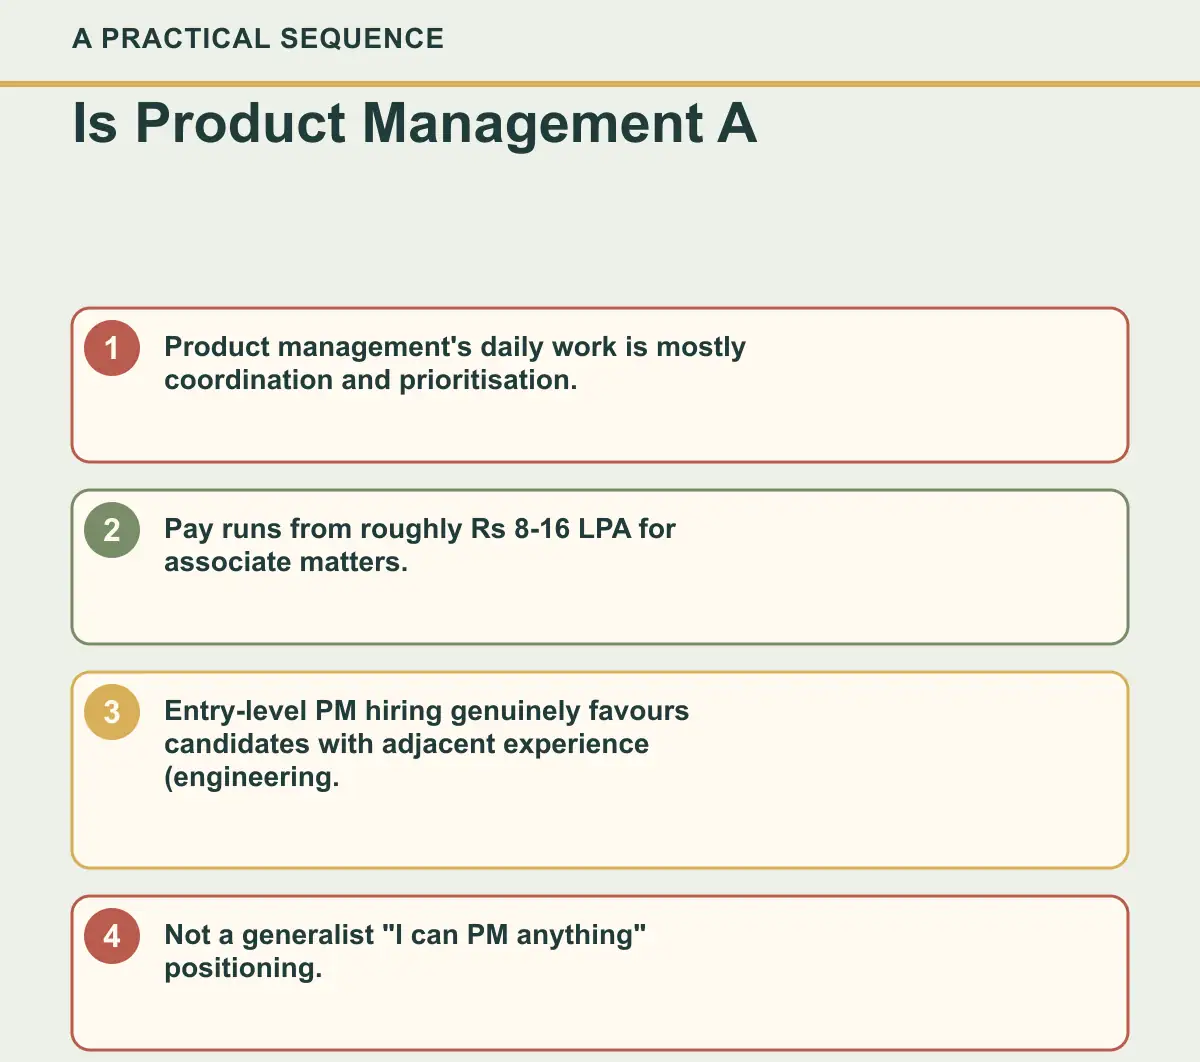 A PRACTICAL SEQUENCE
Is Product Management A
1
Product management's daily work is mostly
coordination and prioritisation.
2
Pay runs from roughly Rs 8-16 LPA for
associate matters.
3
Entry-level PM hiring genuinely favours
candidates with adjacent experience
(engineering.
4
Not a generalist "I can PM anything"
positioning.